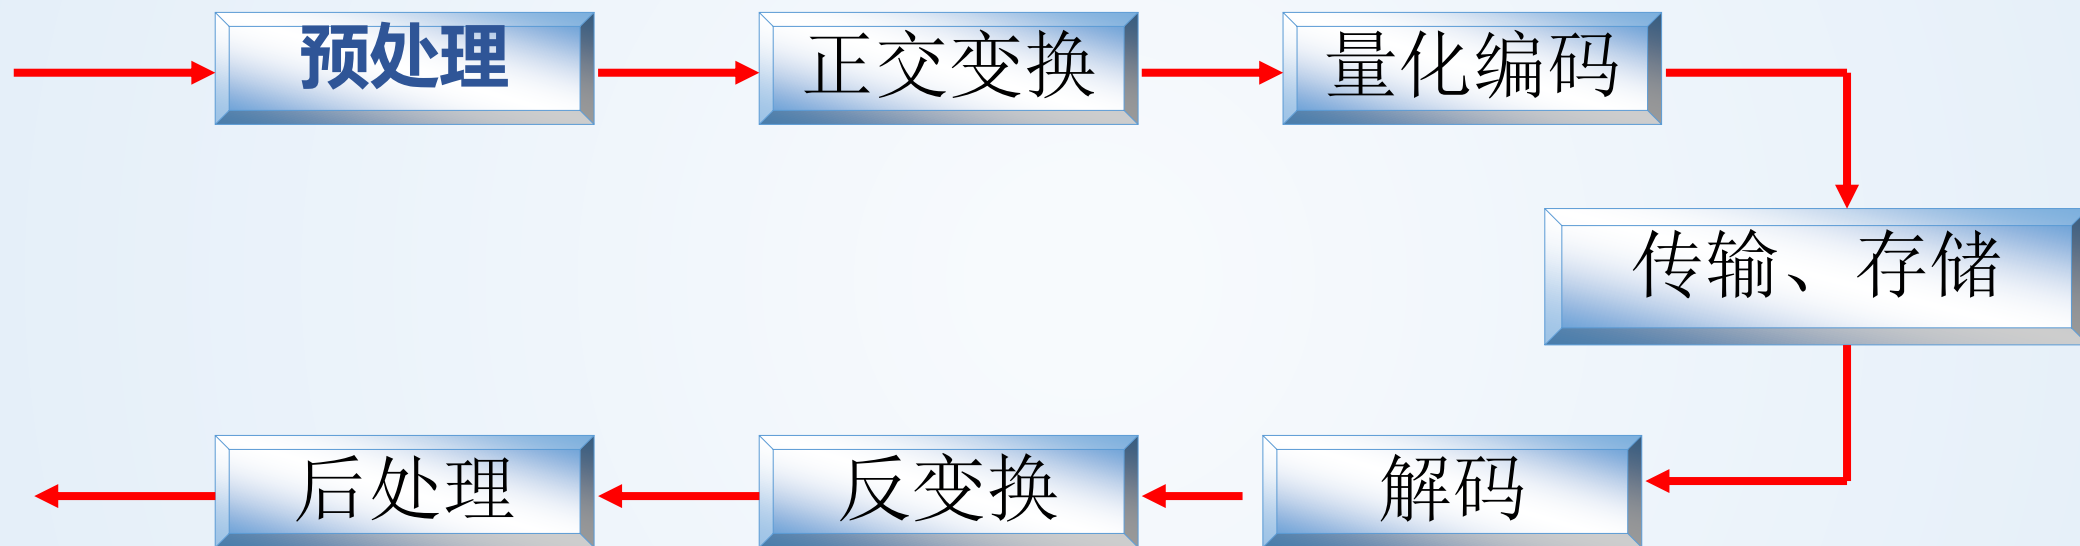 预处理
正交变换
量化编码
传输、存储
后处理
反变换
解码